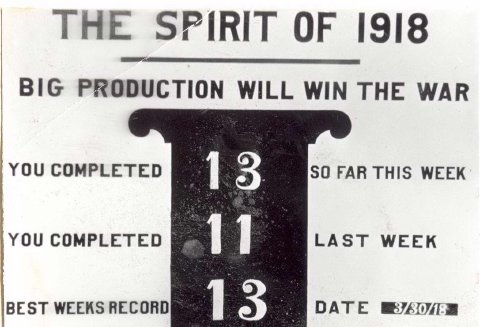 THE SPIRIT OF 1918
BIG PRODUCTION WILL WIN THE WAR
YOU COMPLETED 13 SO FAR THIS WEEK
YOU COMPLETED 11 LAST WEEK
BEST WEEKS RECORD 13 DATE 3/30/18